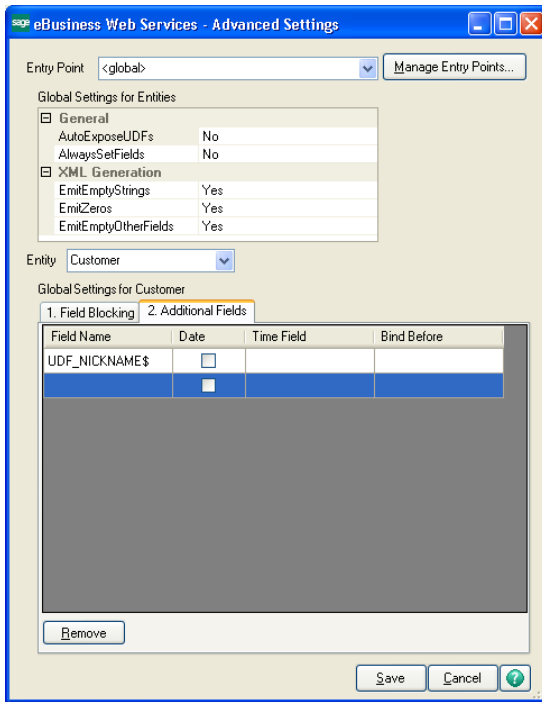 sage eBusiness Web Services - Advanced Settings
Entry Point <global> Manage Entry Points...
Global Settings for Entities
General
AutoExposeUDFs No
AlwaysSetFields No
XML Generation
EmitEmptyStrings Yes
EmitZeros Yes
EmitEmptyOtherFields Yes
Entity Customer
Global Settings for Customer
1. Field Blocking 2. Additional Fields
Field Name Date Time Field Bind Before
UDF_NICKNAME$
Remove
Save Cancel ?